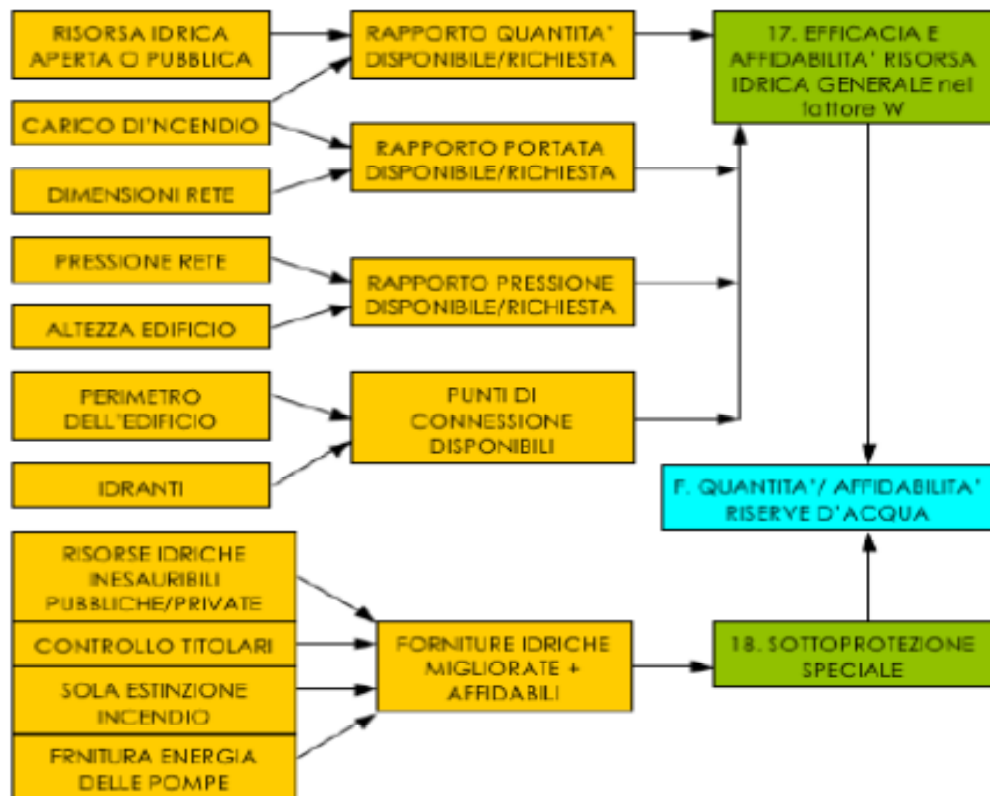 RISORSA IDRICA
APERTA O PUBBLICA
RAPPORTO QUANTITA'
DISPONIBILE/RICHIESTA
17. EFFICACIA E
AFFIDABILITA' RISORSA
IDRICA GENERALE nel
fattore W
CARICO DI'NCENDIO
RAPPORTO PORTATA
DISPONIBILE/RICHIESTA
DIMENSIONI RETE
PRESSIONE RETE
RAPPORTO PRESSIONE
DISPONIBILE/RICHIESTA
ALTEZZA EDIFICIO
PERIMETRO
DELL'EDIFICIO
PUNTI DI
CONNESSIONE
DISPONIBILI
IDRANTI
F. QUANTITA'/ AFFIDABILITA'
RISERVE D'ACQUA
RISORSE IDRICHE
INESAURIBILI
PUBBLICHE/PRIVATE
CONTROLLO TITOLARI
SOLA ESTINZIONE
INCENDIO
FRNITURA ENERGIA
DELLE POMPE
FORNITURE IDRICHE
MIGLIORATE +
AFFIDABILI
18. SOTTOPROTEZIONE
SPECIALE